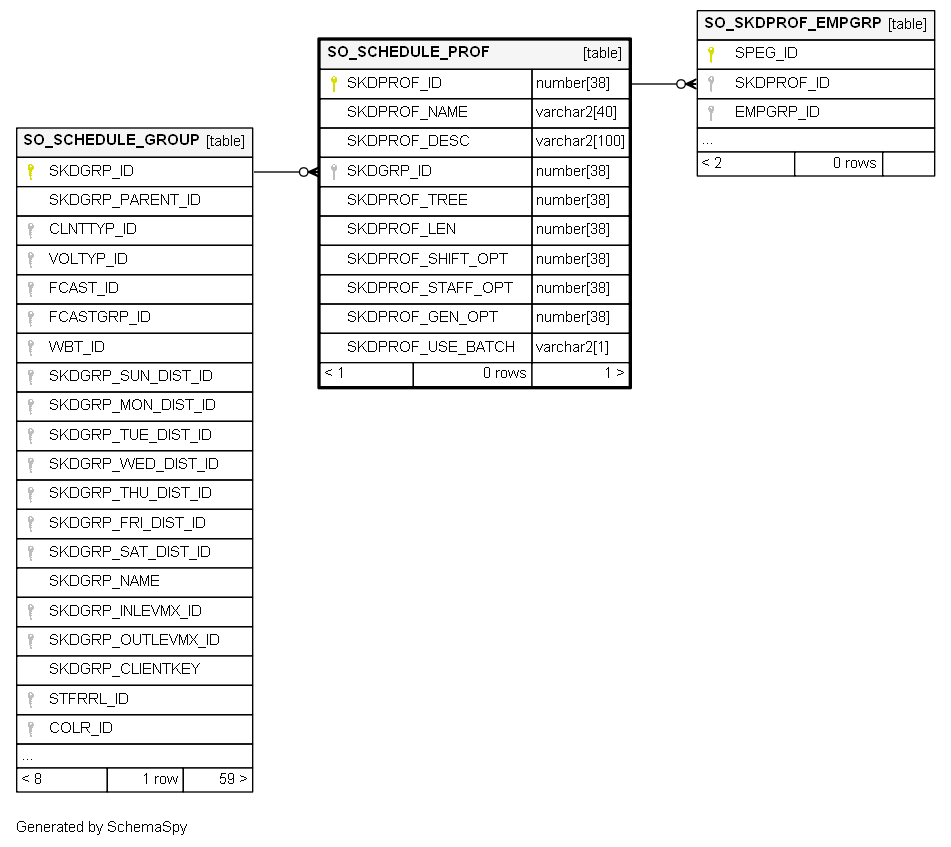 SO_SCHEDULE_GROUP [table]
SKDGRP_ID
SKDGRP_PARENT_ID
CLNTTYP_ID
VOLTYP_ID
FCAST_ID
FCASTGRP_ID
WBT_ID
SKDGRP_SUN_DIST_ID
SKDGRP_MON_DIST_ID
SKDGRP_TUE_DIST_ID
SKDGRP_WED_DIST_ID
SKDGRP_THU_DIST_ID
SKDGRP_FRI_DIST_ID
SKDGRP_SAT_DIST_ID
SKDGRP_NAME
SKDGRP_INLEVMX_ID
SKDGRP_OUTLEVMX_ID
SKDGRP_CLIENTKEY
STFRRL_ID
COLR_ID
...
< 8 1 row 59 >
SO_SCHEDULE_PROF [table]
SKDPROF_ID number[38]
SKDPROF_NAME varchar2[40]
SKDPROF_DESC varchar2[100]
SKDGRP_ID number[38]
SKDPROF_TREE number[38]
SKDPROF_LEN number[38]
SKDPROF_SHIFT_OPT number[38]
SKDPROF_STAFF_OPT number[38]
SKDPROF_GEN_OPT number[38]
SKDPROF_USE_BATCH varchar2[1]
< 1 0 rows 1 >
SO_SKDPROF_EMPGRP [table]
SPEG_ID
SKDPROF_ID
EMPGRP_ID
...
< 2 0 rows
Generated by SchemaSpy